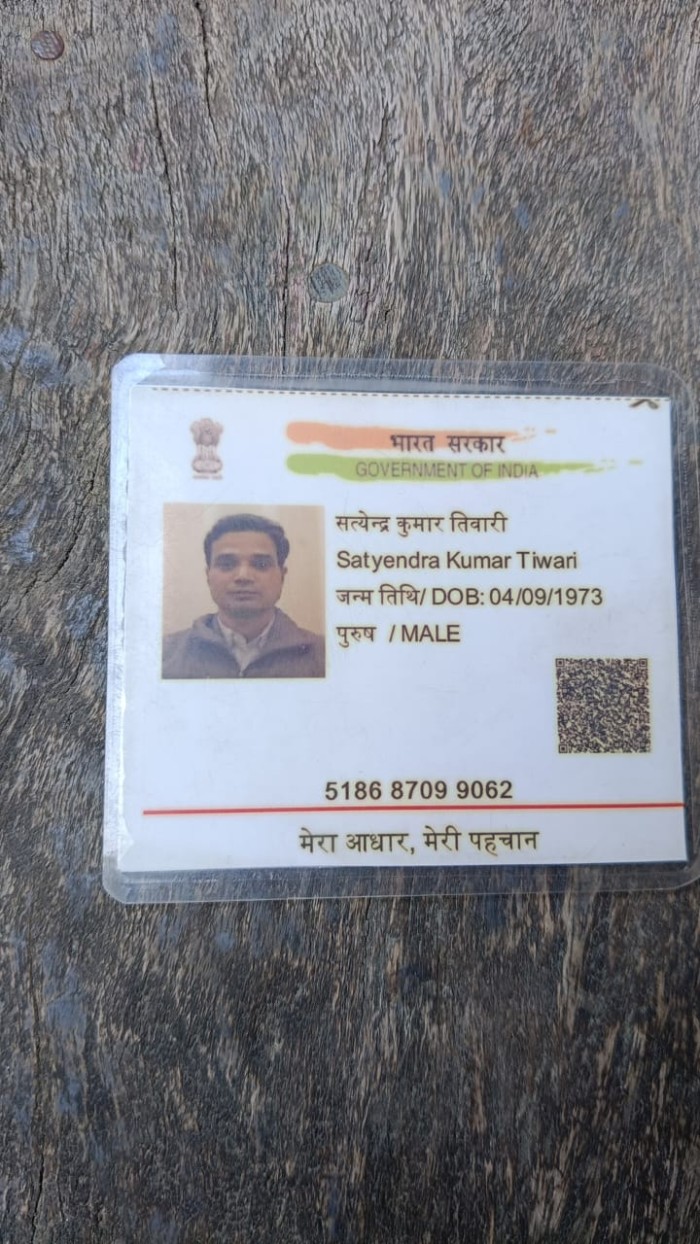 भारत सरकार
GOVERNMENT OF INDIA
सत्येन्द्र कुमार तिवारी
Satyendra Kumar Tiwari
जन्म तिथि/ DOB: 04/09/1973
पुरुष / MALE
5186 8709 9062
मेरा आधार, मेरी पहचान